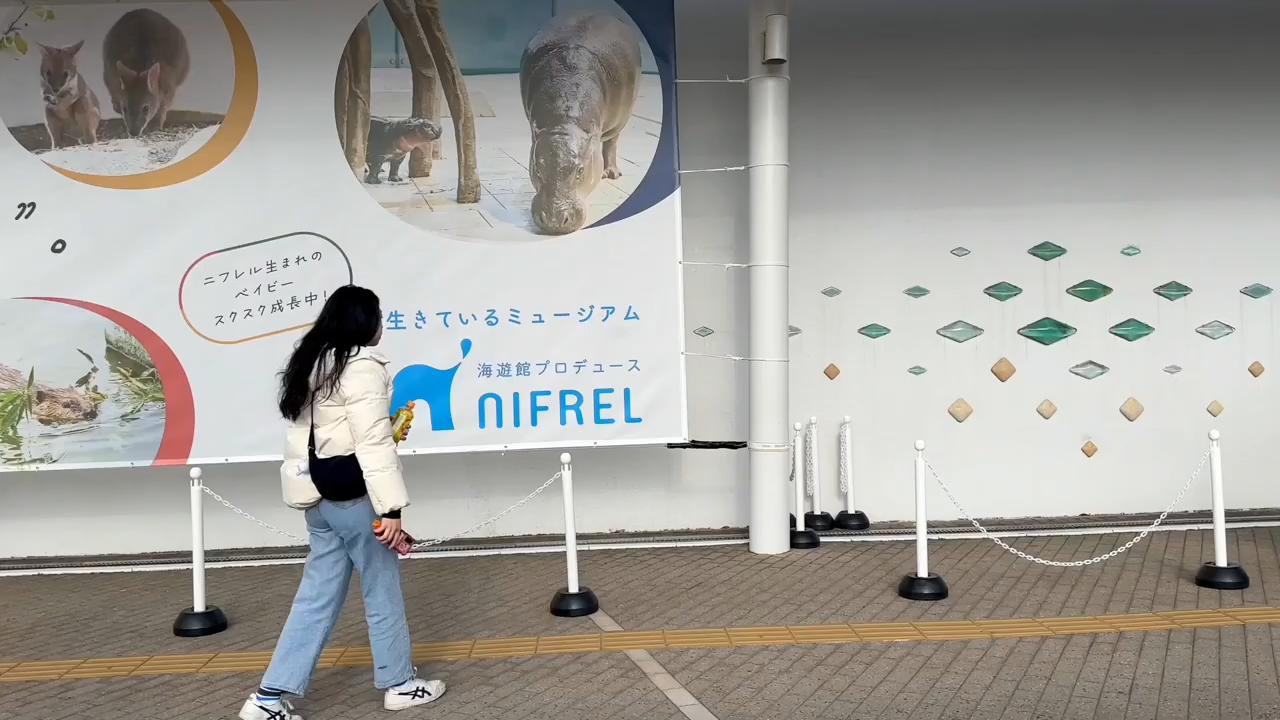 ニフレル生まれの
ベイビー
スクスク成長中!
生きているミュージアム
海遊館プロデュース
NIFREL